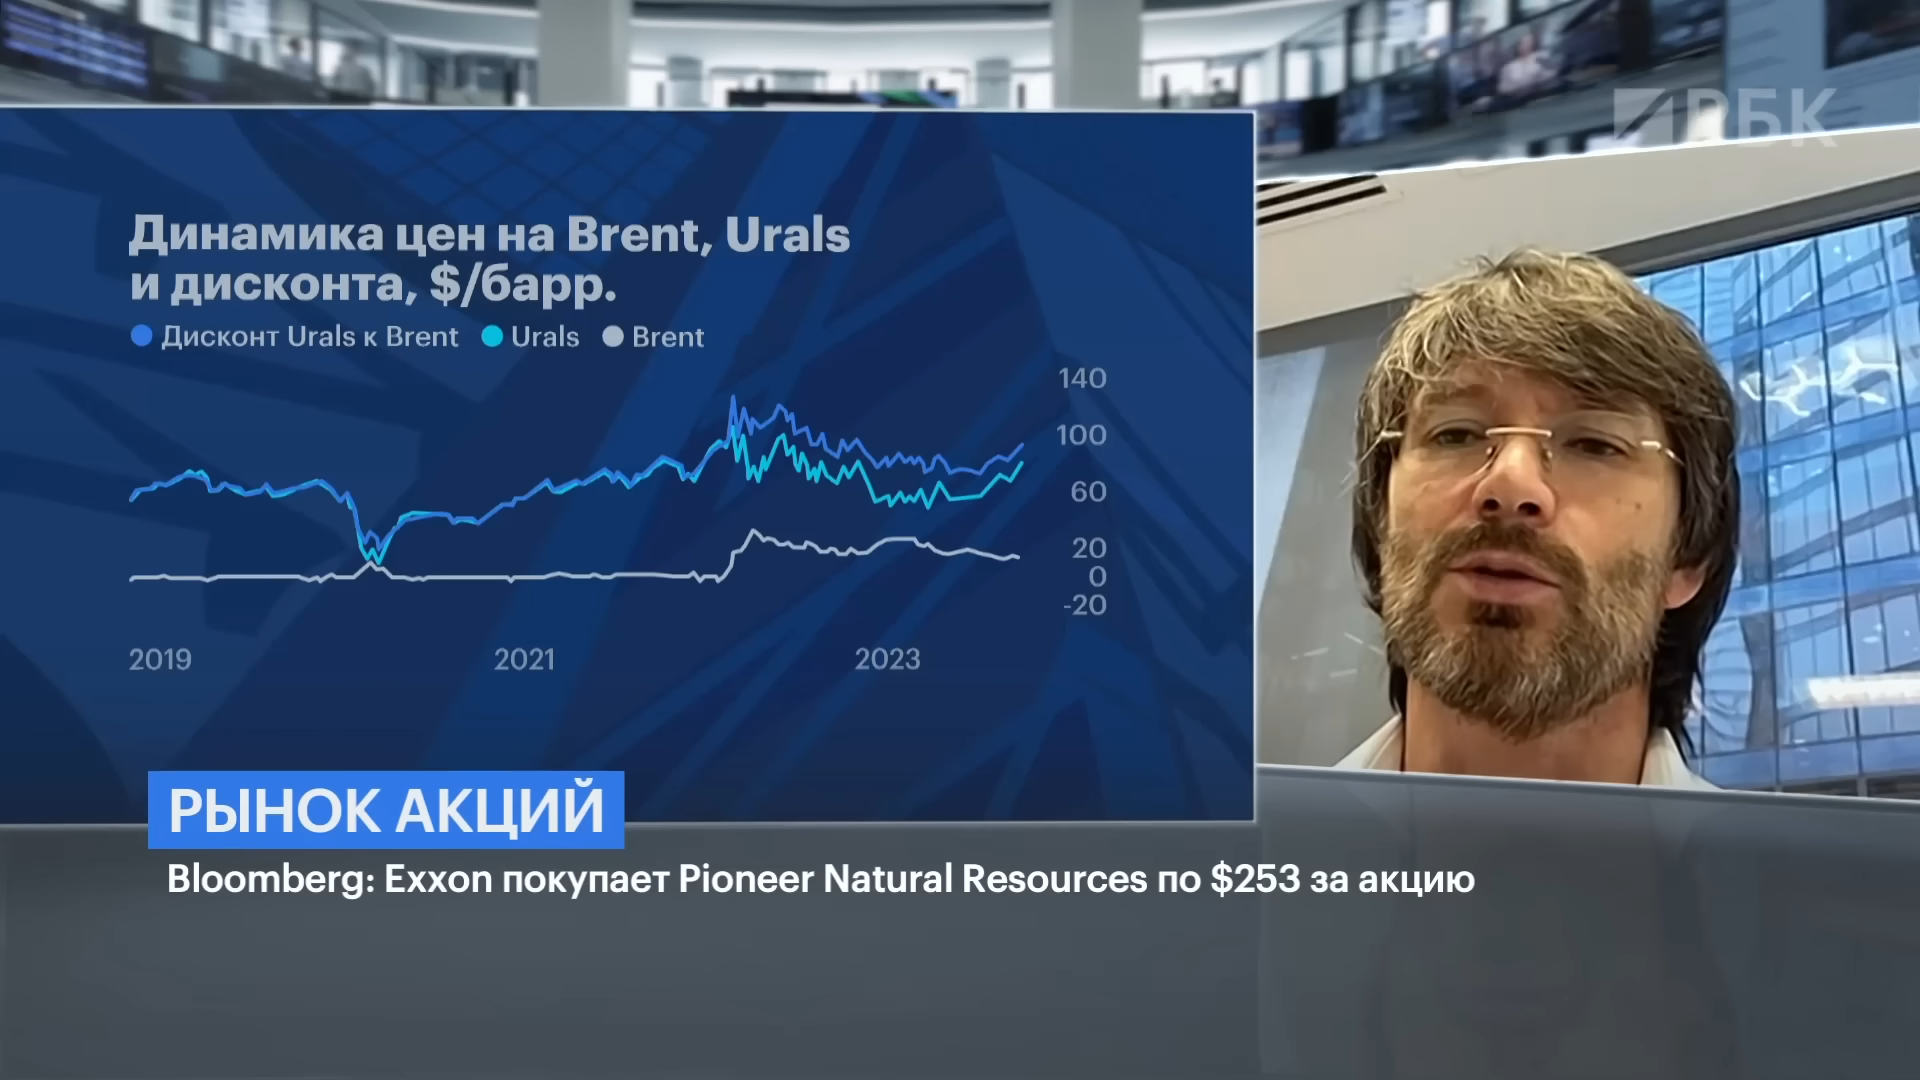 РБК
Динамика цен на Brent, Urals
и дисконта, $/барр.
Дисконт Urals к Brent Urals Brent
140
100
60
20
0
-20
2019 2021 2023
РЫНОК АКЦИЙ
Bloomberg: Exxon покупает Pioneer Natural Resources по $253 за акцию